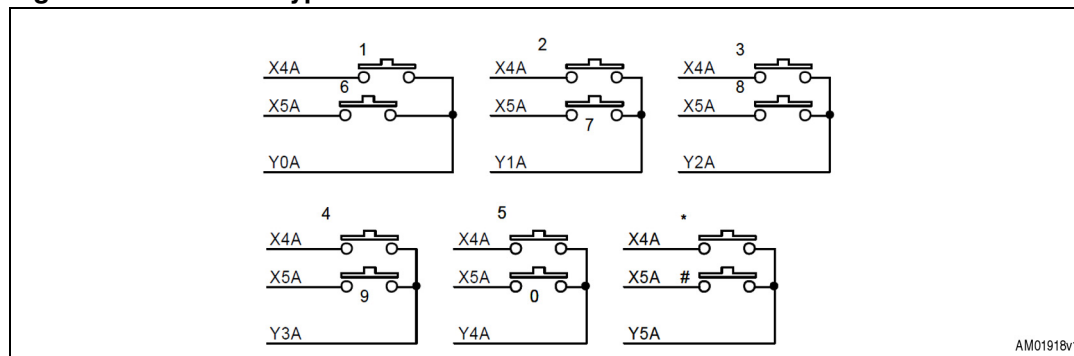 1 2 3
X4A X4A X4A
6 8
X5A X5A X5A
7
Y0A Y1A Y2A
4 5 *
X4A X4A X4A
X5A X5A X5A #
9 0
Y3A Y4A Y5A